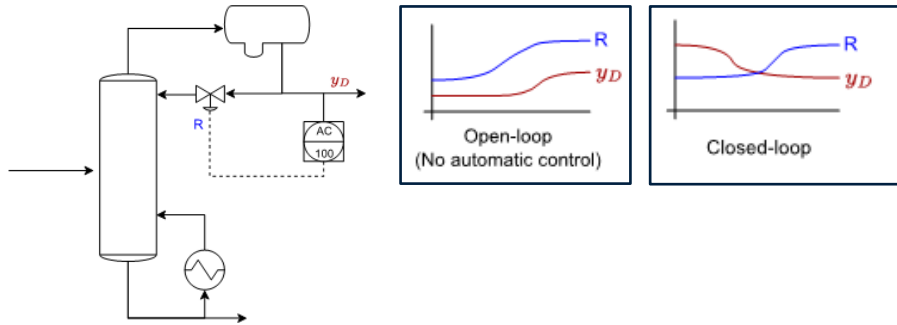 y_D
R
AC
100
R
y_D
Open-loop
(No automatic control)
R
y_D
Closed-loop